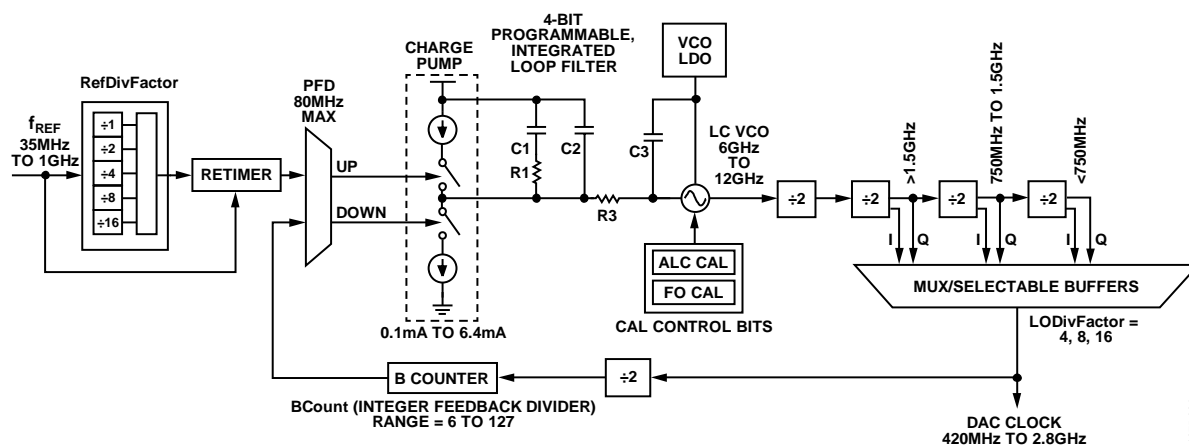 4-BIT
PROGRAMMABLE,
INTEGRATED
LOOP FILTER
VCO
LDO
CHARGE
PUMP
RefDivFactor
PFD
80MHz
MAX
fREF
35MHz
TO 1GHz
÷1
÷2
÷4
÷8
÷16
RETIMER
UP
DOWN
C1
R1
C2
C3
R3
LC VCO
6GHz
TO
12GHz
÷2
÷2
>1.5GHz
÷2
750MHz TO 1.5GHz
÷2
<750MHz
I
Q
I
Q
I
Q
MUX/SELECTABLE BUFFERS
LODivFactor =
4, 8, 16
ALC CAL
FO CAL
CAL CONTROL BITS
0.1mA TO 6.4mA
B COUNTER
÷2
BCount (INTEGER FEEDBACK DIVIDER)
RANGE = 6 TO 127
DAC CLOCK
420MHz TO 2.8GHz